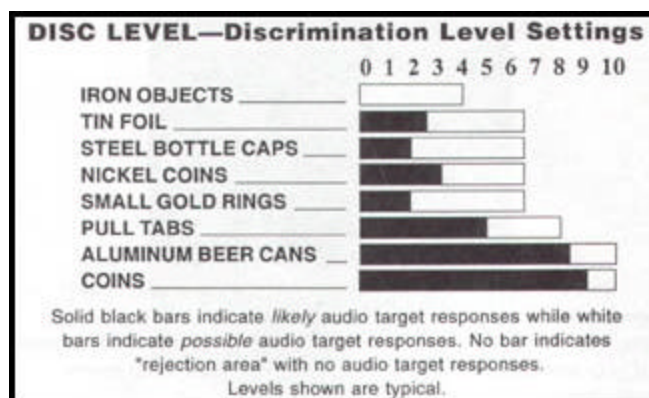 DISC LEVEL—Discrimination Level Settings
0 1 2 3 4 5 6 7 8 9 10
IRON OBJECTS
TIN FOIL
STEEL BOTTLE CAPS
NICKEL COINS
SMALL GOLD RINGS
PULL TABS
ALUMINUM BEER CANS
COINS
Solid black bars indicate likely audio target responses while white
bars indicate possible audio target responses. No bar indicates
"rejection area" with no audio target responses.
Levels shown are typical.